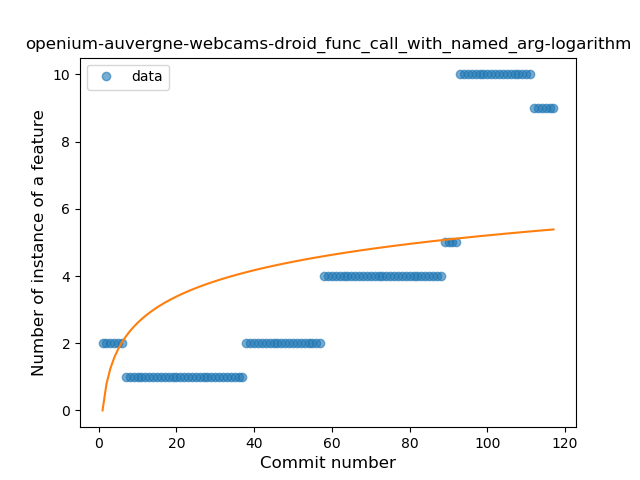 openium-auvergne-webcams-droid_func_call_with_named_arg-logarithm
data
Number of instance of a feature
10
8
6
4
2
0
0 20 40 60 80 100 120
Commit number